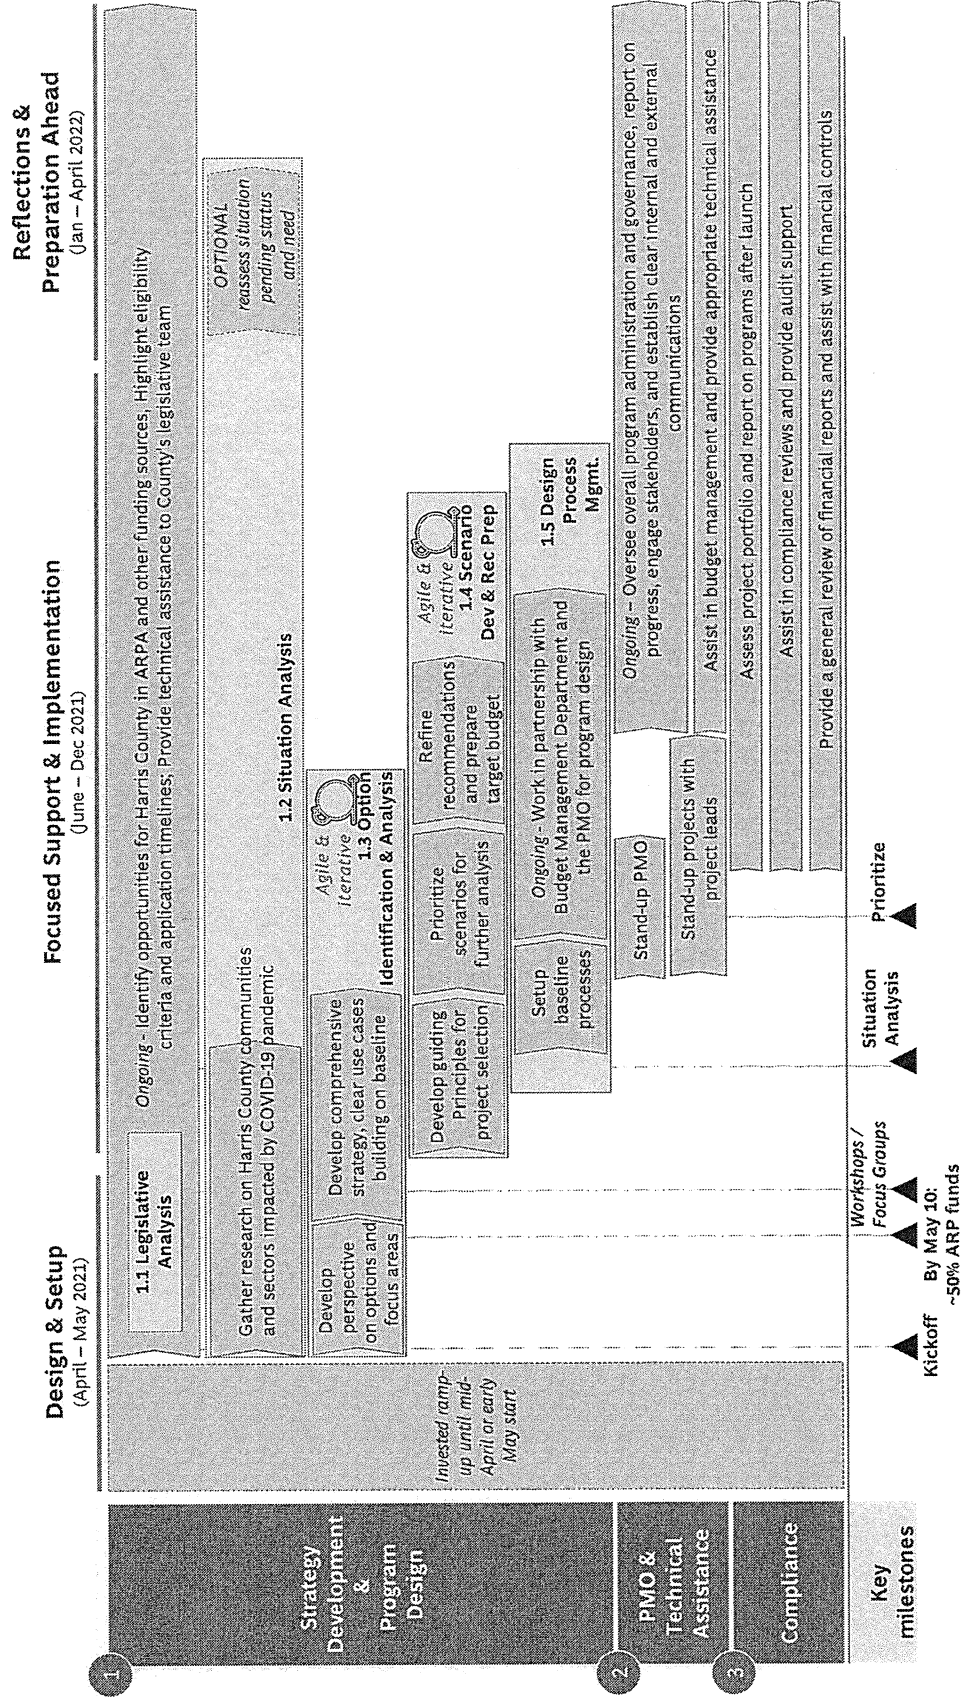 Design & Setup
(April – May 2021)
Focused Support & Implementation
(June – Dec 2021)
Reflections &
Preparation Ahead
(Jan – April 2022)
1
Strategy
Development
&
Program
Design
Invested ramp-
up until mid-
April or early
May start
1.1 Legislative
Analysis
Ongoing - Identify opportunities for Harris County in ARPA and other funding sources, Highlight eligibility
criteria and application timelines; Provide technical assistance to County's legislative team
Gather research on Harris County communities
and sectors impacted by COVID-19 pandemic
1.2 Situation Analysis
OPTIONAL
reassess situation
pending status
and need
Develop
perspective
on options and
focus areas
Develop comprehensive
strategy, clear use cases
building on baseline
Agile &
iterative
1.3 Option
Identification & Analysis
Develop guiding
Principles for
project selection
Prioritize
scenarios for
further analysis
Refine
recommendations
and prepare
target budget
Agile &
iterative
1.4 Scenario
Dev & Rec Prep
Setup
baseline
processes
Ongoing - Work in partnership with
Budget Management Department and
the PMO for program design
1.5 Design
Process
Mgmt.
2
PMO &
Technical
Assistance
Stand-up PMO
Ongoing – Oversee overall program administration and governance, report on
progress, engage stakeholders, and establish clear internal and external
communications
Stand-up projects with
project leads
Assist in budget management and provide appropriate technical assistance
3
Compliance
Assess project portfolio and report on programs after launch
Assist in compliance reviews and provide audit support
Provide a general review of financial reports and assist with financial controls
Key
milestones
Kickoff
By May 10:
~50% ARP funds
Workshops /
Focus Groups
Situation
Analysis
Prioritize